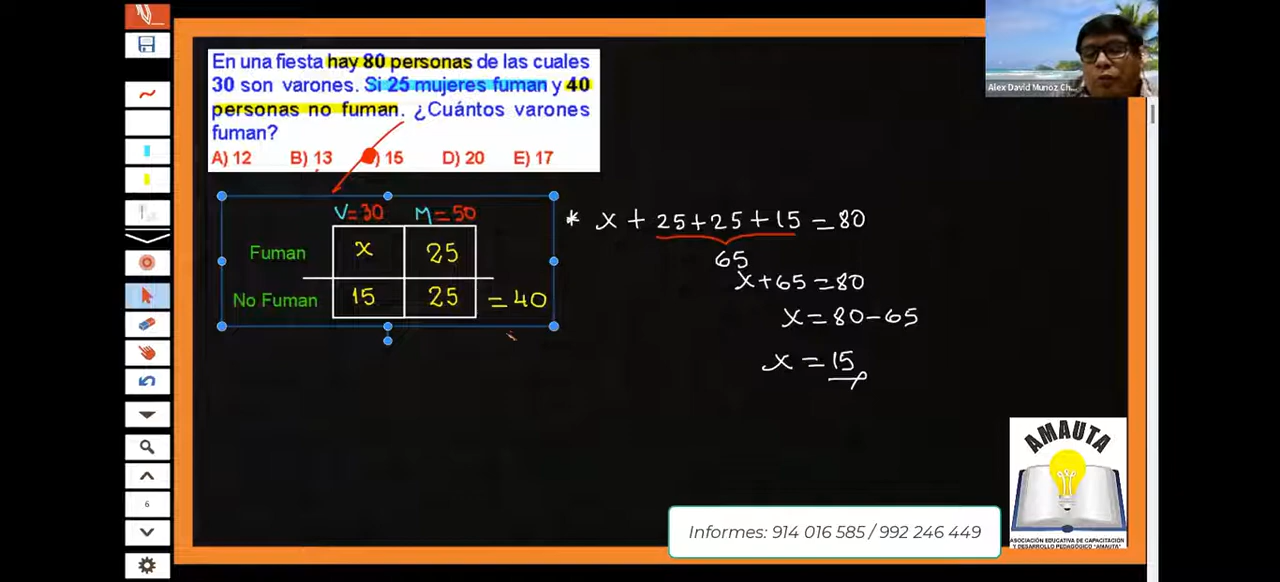 En una fiesta hay 80 personas de las cuales
30 son varones. Si 25 mujeres fuman y 40
personas no fuman. ¿Cuántos varones
fuman?
A) 12 B) 13 ) 15 D) 20 E) 17
Alex David Munoz Ch...
V=30 M=50
Fuman x 25
No Fuman 15 25 =40
* x + 25+25+15 =80
65
x+65 =80
x=80-65
x =15
6
AMAUTA
ASOCIACIÓN EDUCATIVA DE CAPACITACIÓN
Y DESARROLLO PEDAGÓGICO "AMAUTA"
Informes: 914 016 585 / 992 246 449